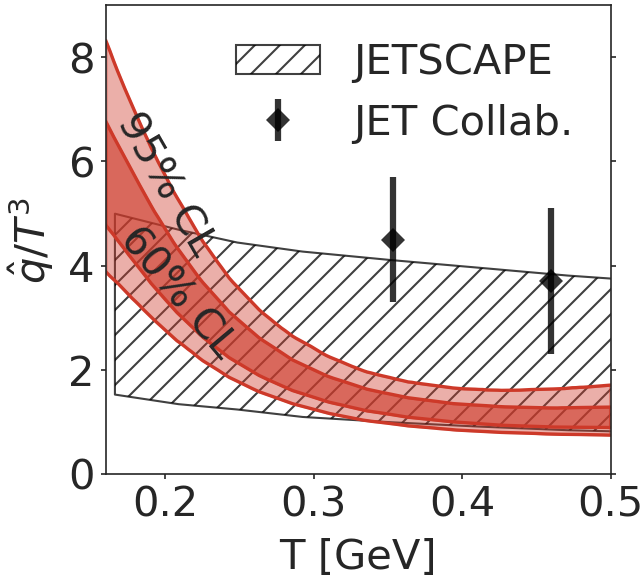 8
6
4
2
0
0.2 0.3 0.4 0.5
q̂/T³
T [GeV]
JETSCAPE
JET Collab.
95% CL
60% CL